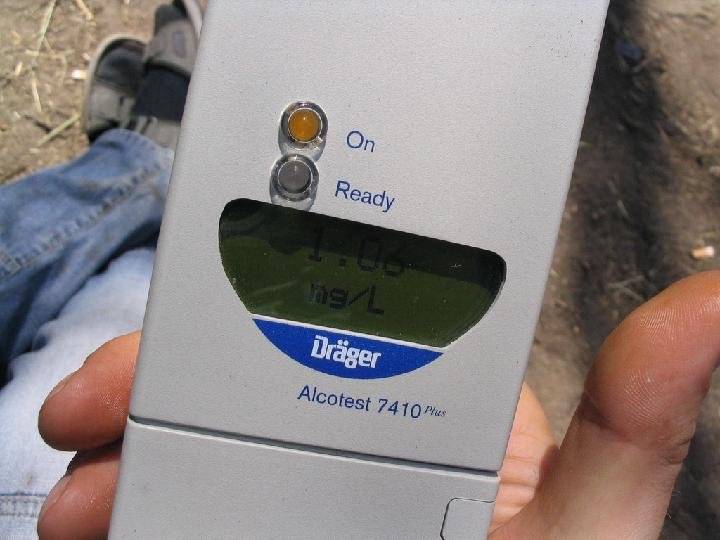 On
Ready
1.06
mg/L
Dräger
Alcotest 7410 Plus